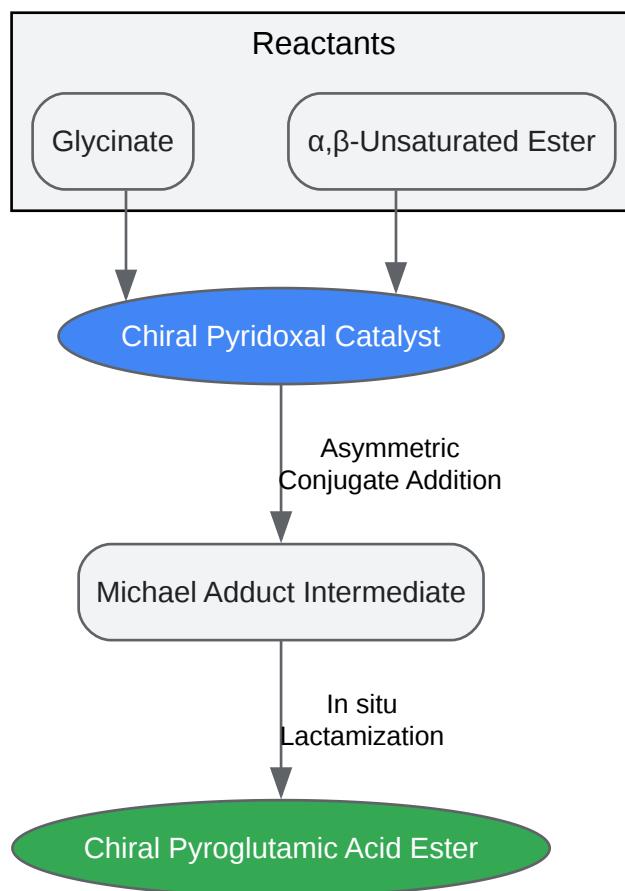 Reactants
Glycinate
α,β-Unsaturated Ester
Chiral Pyridoxal Catalyst
Asymmetric
Conjugate Addition
Michael Adduct Intermediate
In situ
Lactamization
Chiral Pyroglutamic Acid Ester